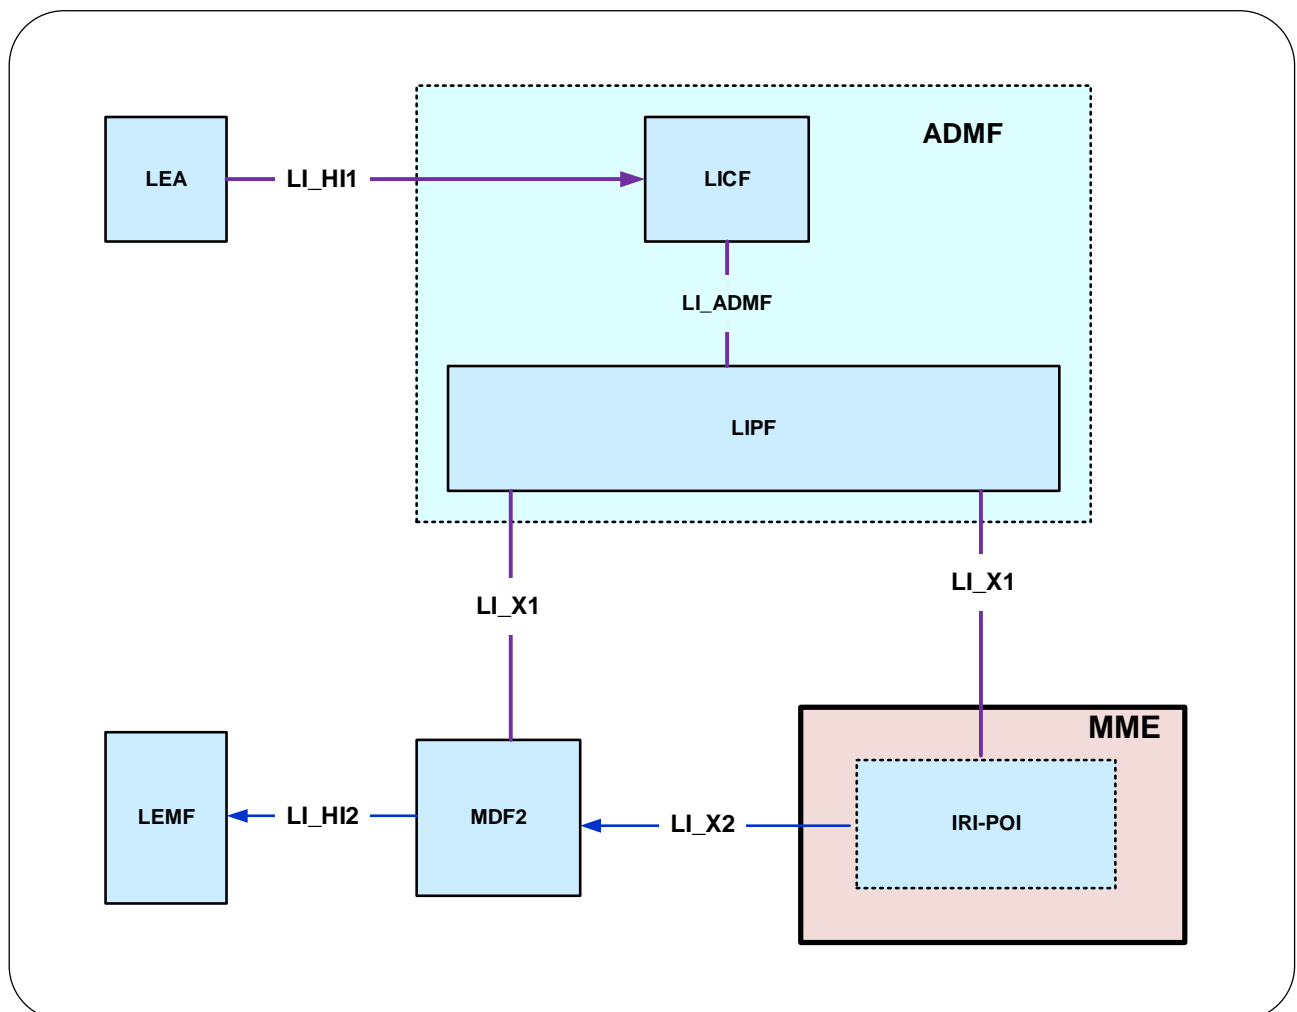 ADMF
LEA
LI_HI1
LICF
LI_ADMF
LIPF
LI_X1
LI_X1
MME
LEMF
LI_HI2
MDF2
LI_X2
IRI-POI